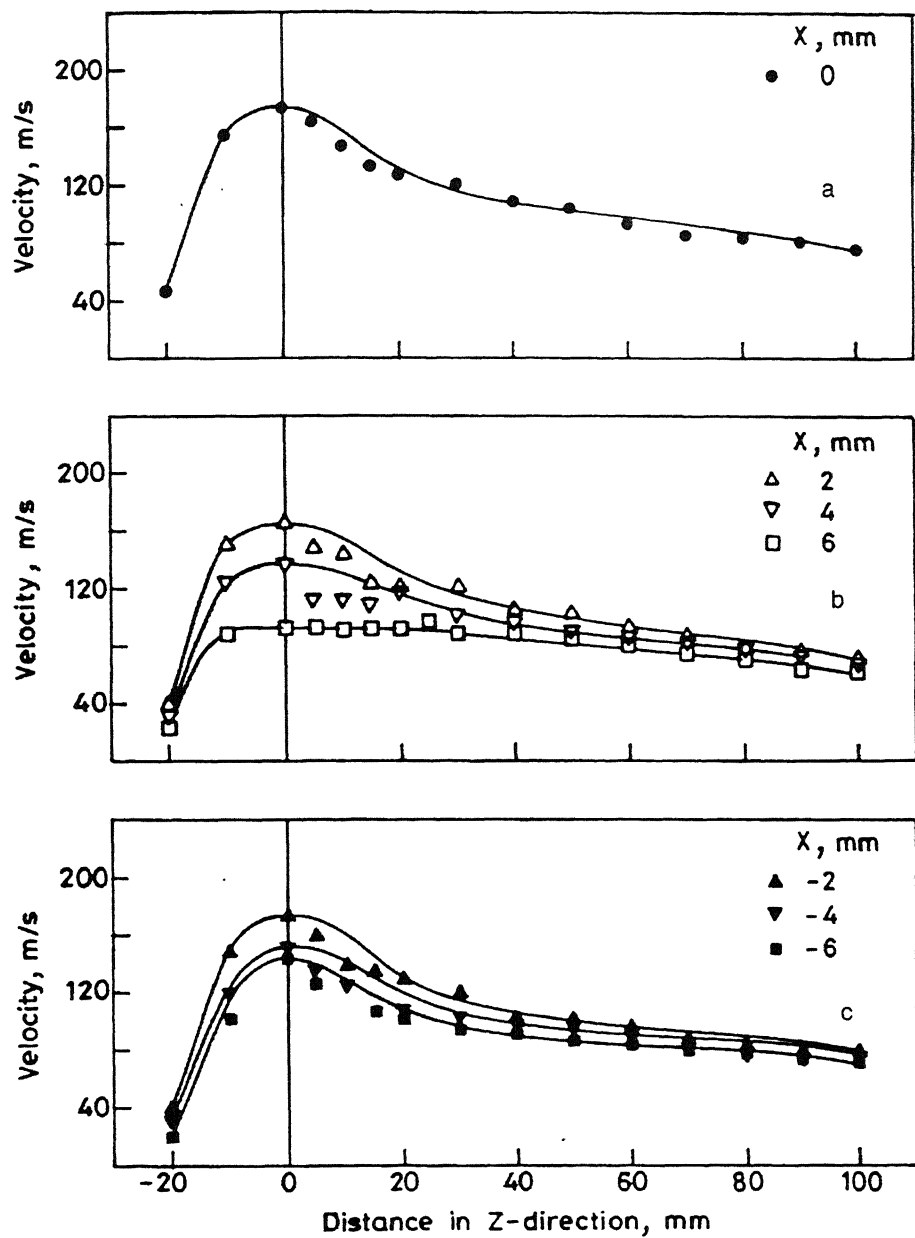 X, mm
200
● 0
Velocity, m/s
120
a
40
X, mm
200
△ 2
▽ 4
□ 6
Velocity, m/s
120
b
40
X, mm
200
▲ -2
▼ -4
■ -6
Velocity, m/s
120
c
40
-20 0 20 40 60 80 100
Distance in Z-direction, mm